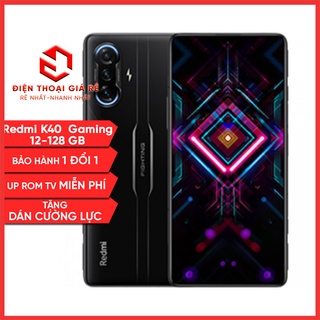 ĐIỆN THOẠI GIÁ RẺ
RẺ NHẤT-NHANH NHẤT
Redmi K40 Gaming
12-128 GB
BẢO HÀNH 1 ĐỔI 1
UP ROM TV MIỄN PHÍ
TẶNG
DÁN CƯỜNG LỰC
FIGHTING
Redmi